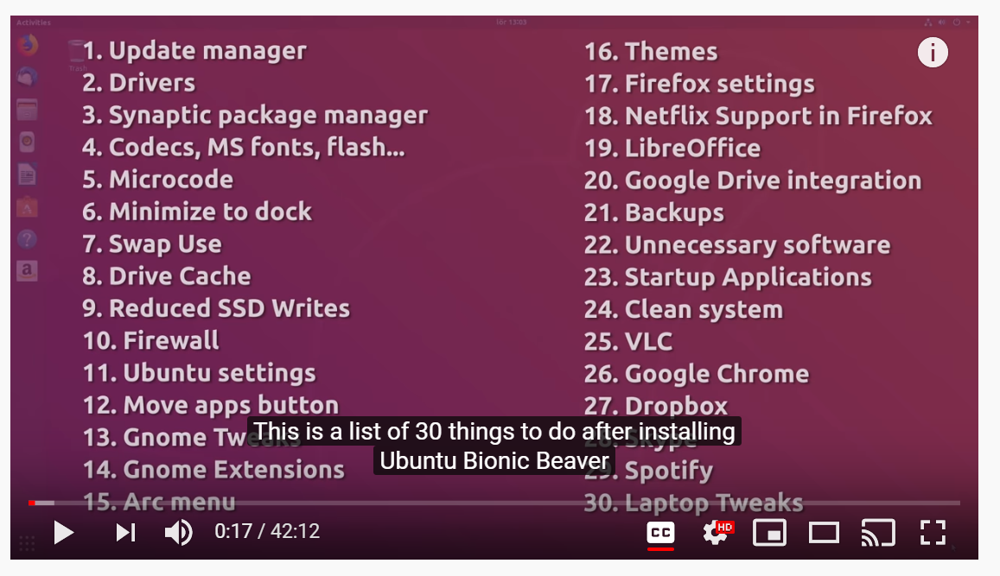 Activities
lör 13:03
Trash
1. Update manager
2. Drivers
3. Synaptic package manager
4. Codecs, MS fonts, flash...
5. Microcode
6. Minimize to dock
7. Swap Use
8. Drive Cache
9. Reduced SSD Writes
10. Firewall
11. Ubuntu settings
12. Move apps button
13. Gnome Tweaks
14. Gnome Extensions
15. Arc menu
16. Themes
17. Firefox settings
18. Netflix Support in Firefox
19. LibreOffice
20. Google Drive integration
21. Backups
22. Unnecessary software
23. Startup Applications
24. Clean system
25. VLC
26. Google Chrome
27. Dropbox
28. Skype
29. Spotify
30. Laptop Tweaks
This is a list of 30 things to do after installing
Ubuntu Bionic Beaver
0:17 / 42:12
CC
HD